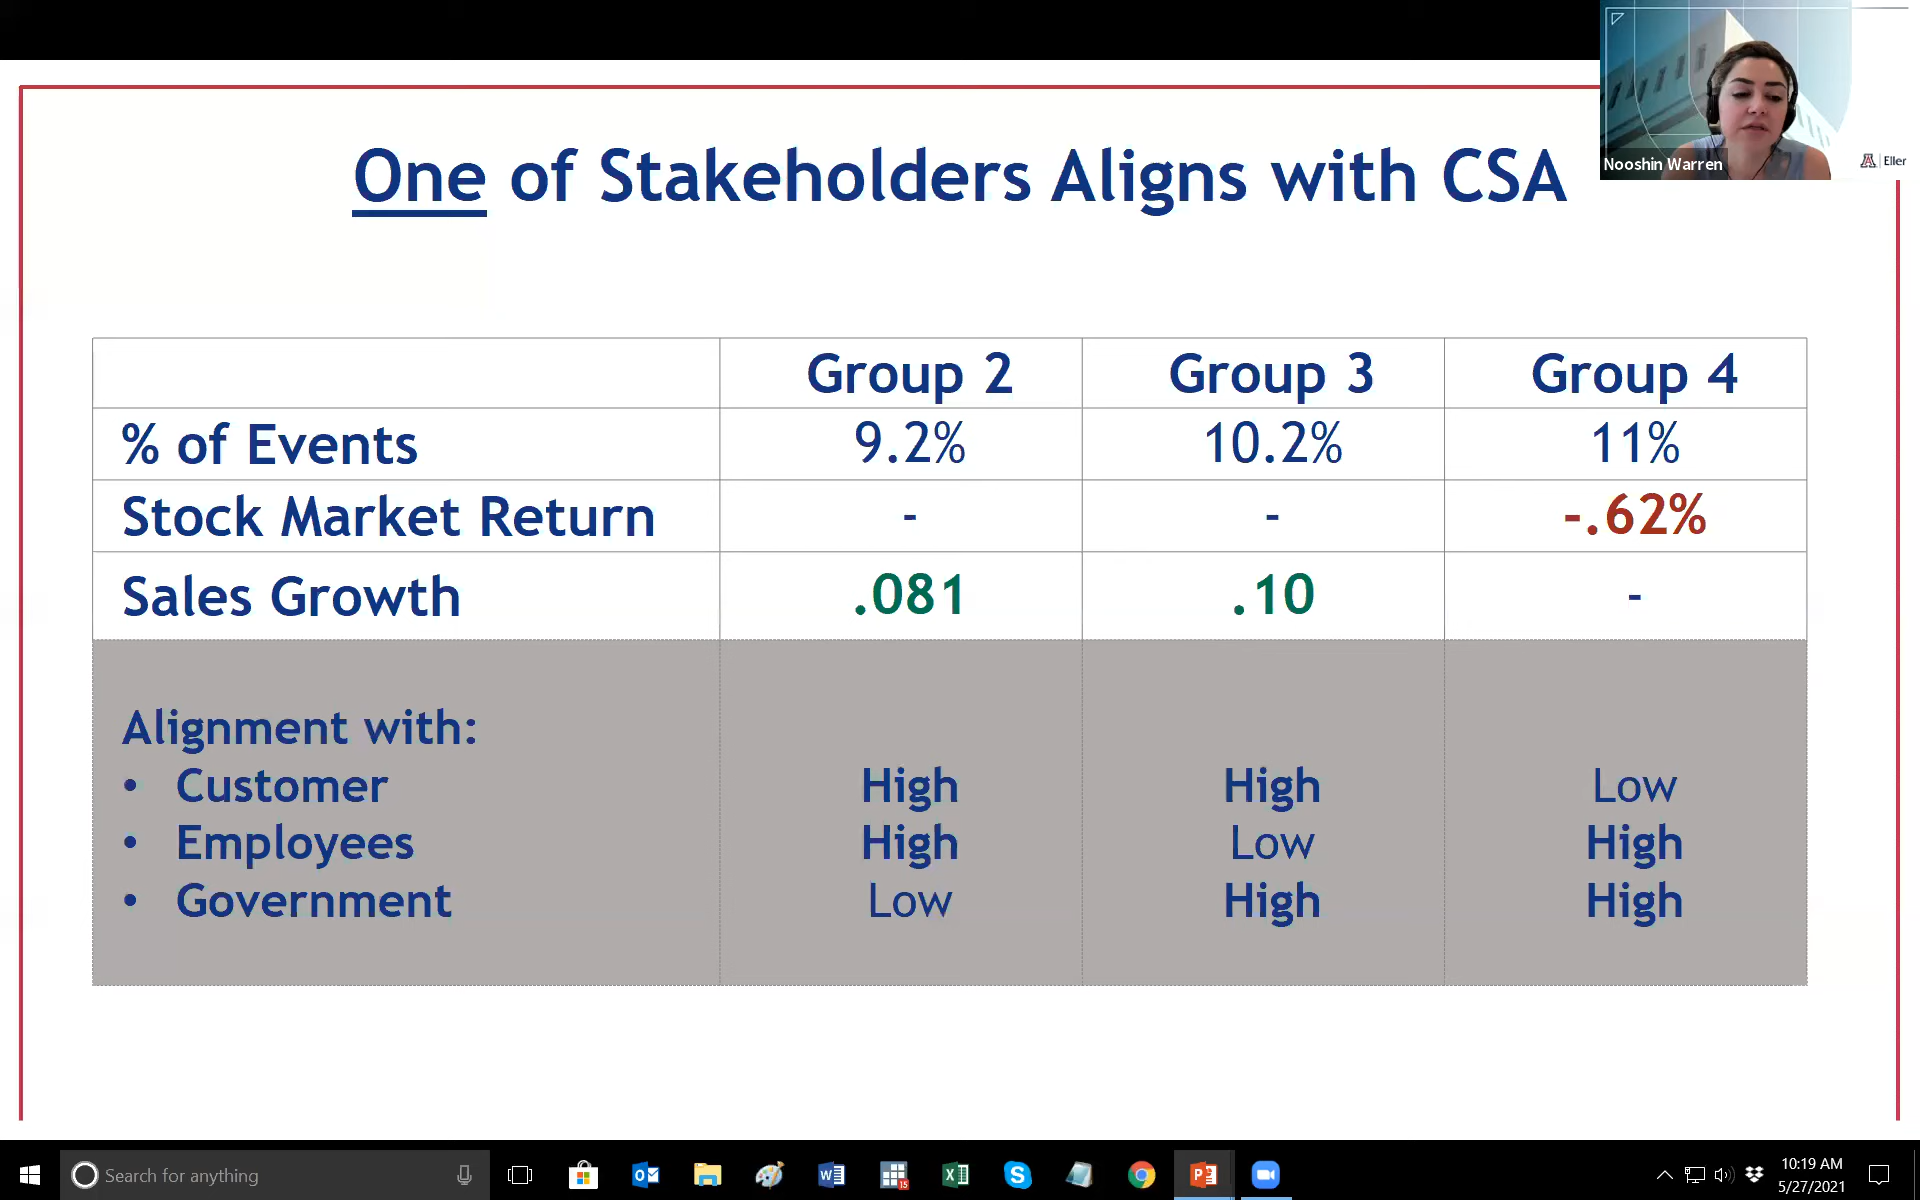 One of Stakeholders Aligns with CSA
Nooshin Warren
A Eller
Group 2 Group 3 Group 4
% of Events 9.2% 10.2% 11%
Stock Market Return - - -.62%
Sales Growth .081 .10 -
Alignment with:
• Customer High High Low
• Employees High Low High
• Government Low High High
Search for anything
15
10:19 AM
5/27/2021